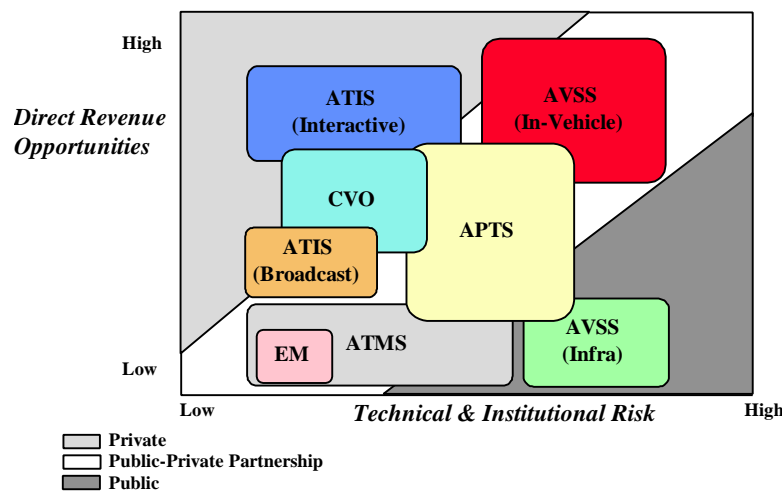 High
Direct Revenue
Opportunities
ATIS
(Interactive)
AVSS
(In-Vehicle)
CVO
APTS
ATIS
(Broadcast)
ATMS
EM
AVSS
(Infra)
Low
Low
Technical & Institutional Risk
High
Private
Public-Private Partnership
Public